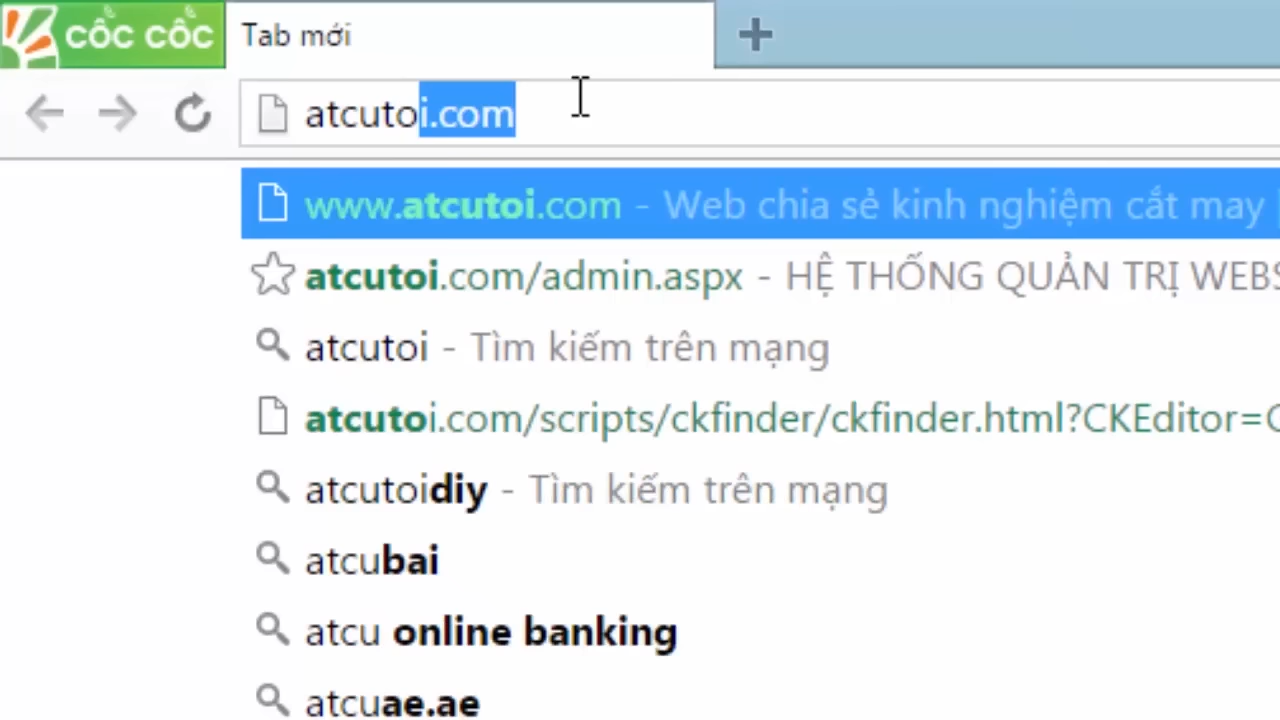 cốc cốc
Tab mới
atcutoi.com
www.atcutoi.com - Web chia sẻ kinh nghiệm cắt may
atcutoi.com/admin.aspx - HỆ THỐNG QUẢN TRỊ WEBS
atcutoi - Tìm kiếm trên mạng
atcutoi.com/scripts/ckfinder/ckfinder.html?CKEditor=
atcutoidiy - Tìm kiếm trên mạng
atcubai
atcu online banking
atcuae.ae